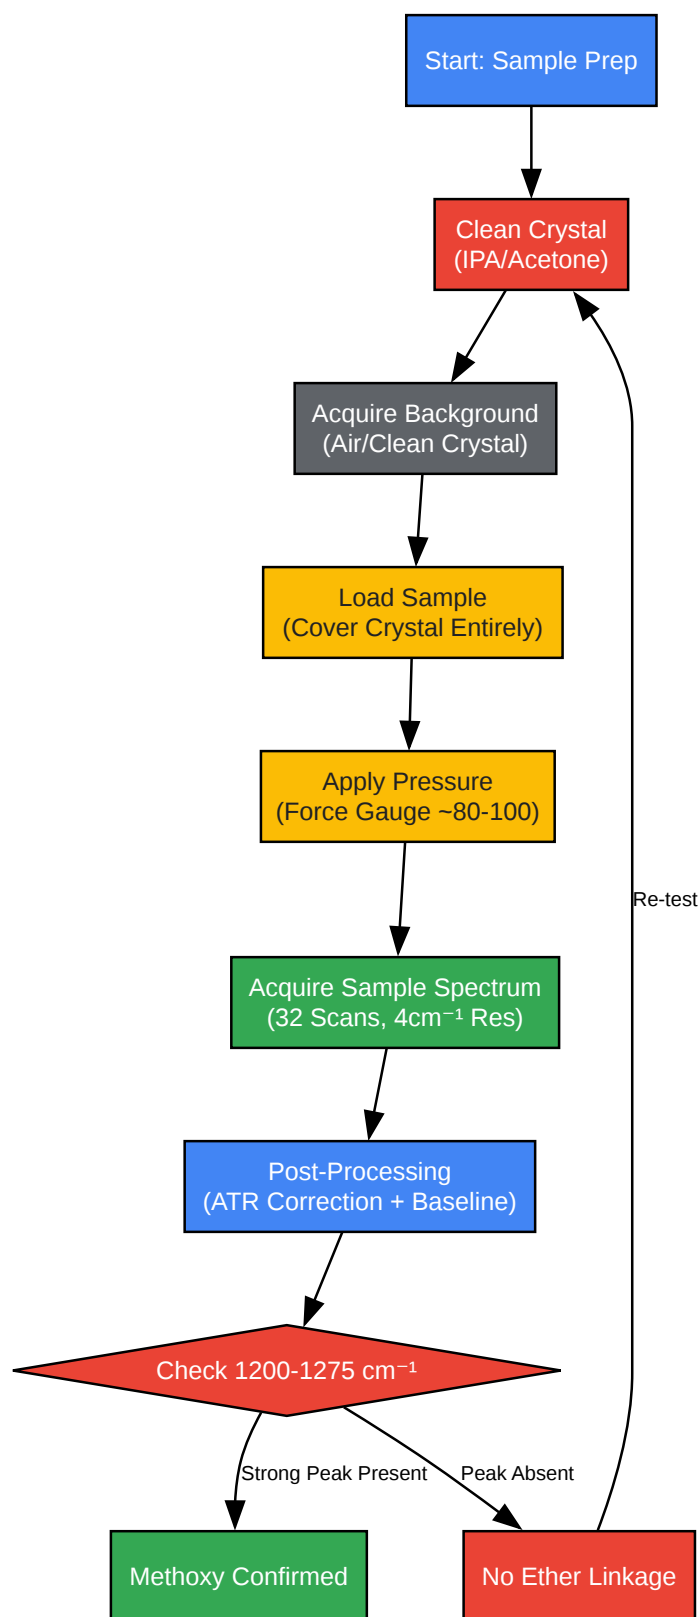 Start: Sample Prep
Clean Crystal
(IPA/Acetone)
Acquire Background
(Air/Clean Crystal)
Load Sample
(Cover Crystal Entirely)
Apply Pressure
(Force Gauge ~80-100)
Re-test
Acquire Sample Spectrum
(32 Scans, 4cm⁻¹ Res)
Post-Processing
(ATR Correction + Baseline)
Check 1200-1275 cm⁻¹
Strong Peak Present
Peak Absent
Methoxy Confirmed
No Ether Linkage